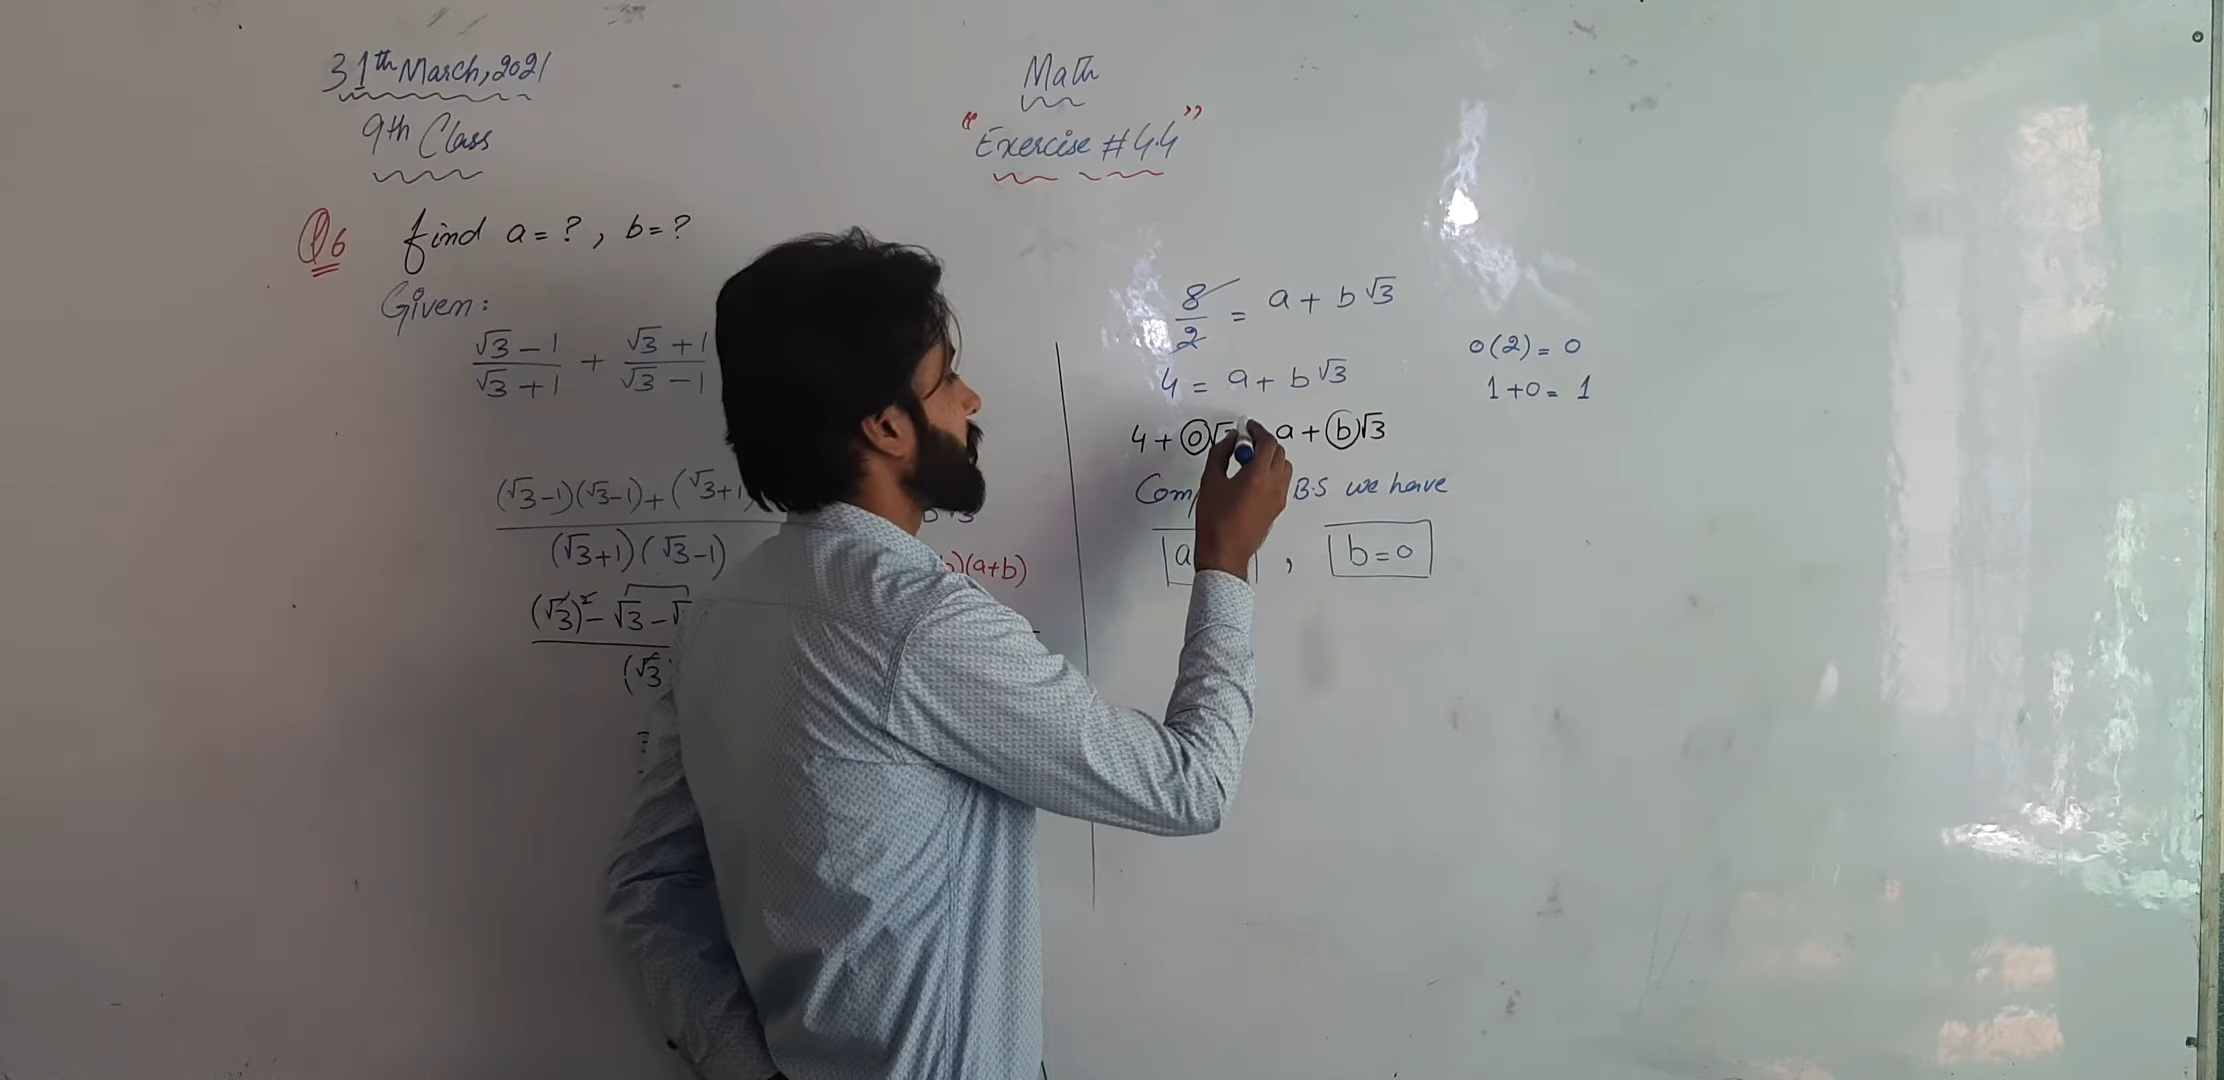 31th March, 2021
9th Class
Math
"Exercise # 4.4"
Q6 find a = ?, b = ?
Given:
√3 - 1 / √3 + 1 + √3 + 1 / √3 - 1
(√3-1)(√3-1) + (√3+1)
(√3+1)(√3-1)
b√3
)(a+b)
(√3)² - √3 - √
(√3
8/2 = a + b√3
4 = a + b√3
4 + 0√ a + b√3
B.S we have
a , b = 0
0(2) = 0
1 + 0 = 1